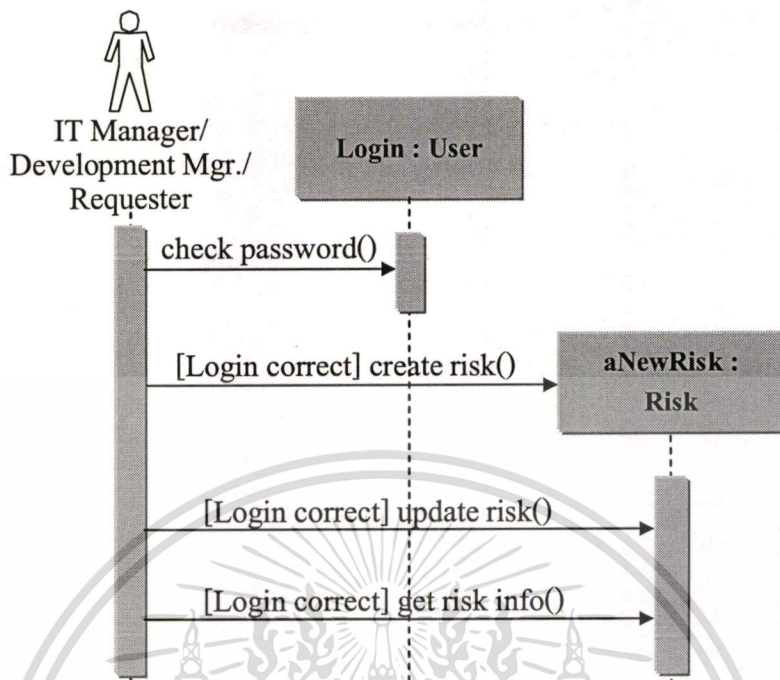 IT Manager/
Development Mgr./
Requester
Login : User
check password()
[Login correct] create risk()
aNewRisk :
Risk
[Login correct] update risk()
[Login correct] get risk info()